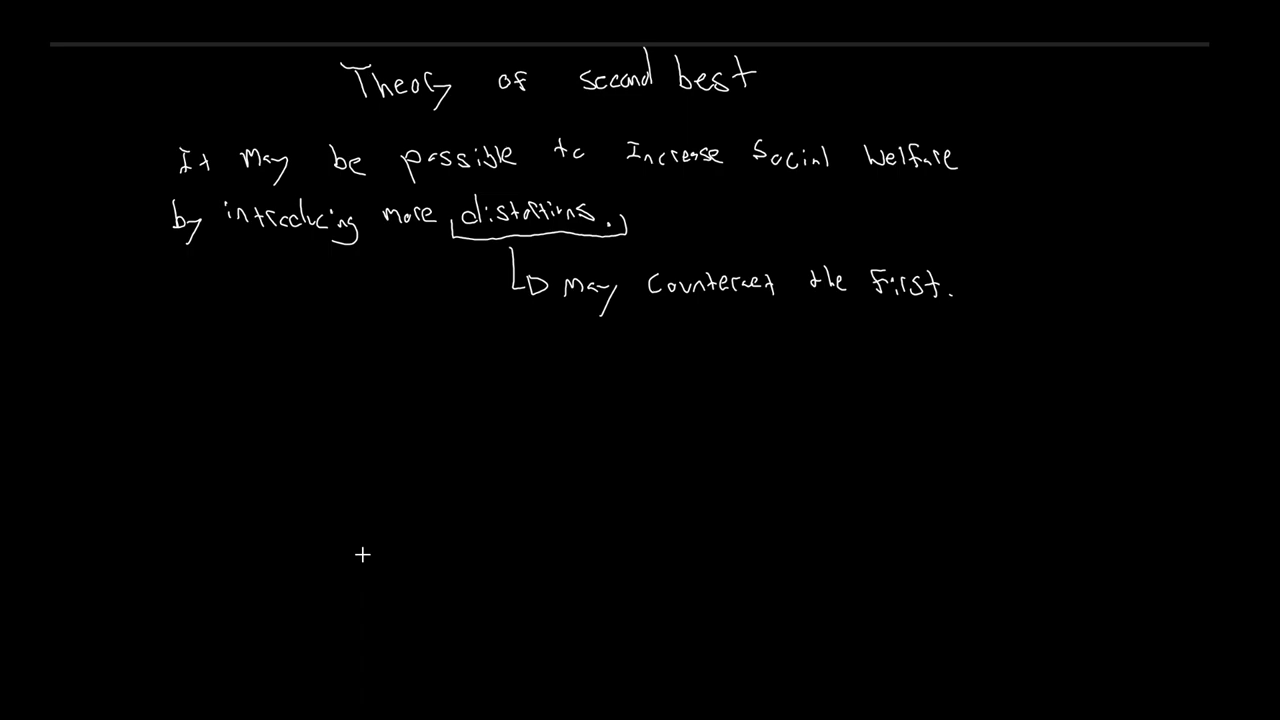 Theory of second best
It may be possible to Increase Social Welfare
by introducing more distortions.
may counteract the First.